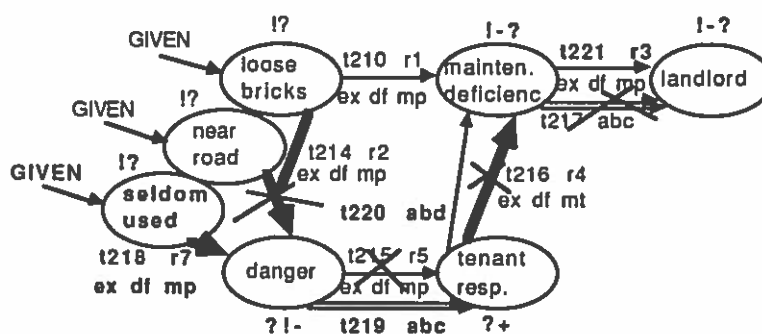 !?
!-?
!-?
GIVEN
loose
bricks
t210 r1
ex df mp
mainten.
deficienc
t221 r3
ex df mp
landlord
t217 abc
GIVEN
!?
near
road
t214 r2
ex df mp
t216 r4
ex df mt
GIVEN
!?
seldom
used
t220 abd
t218 r7
ex df mp
danger
t215 r5
ex df mp
tenant
resp.
?!-
t219 abc
?+